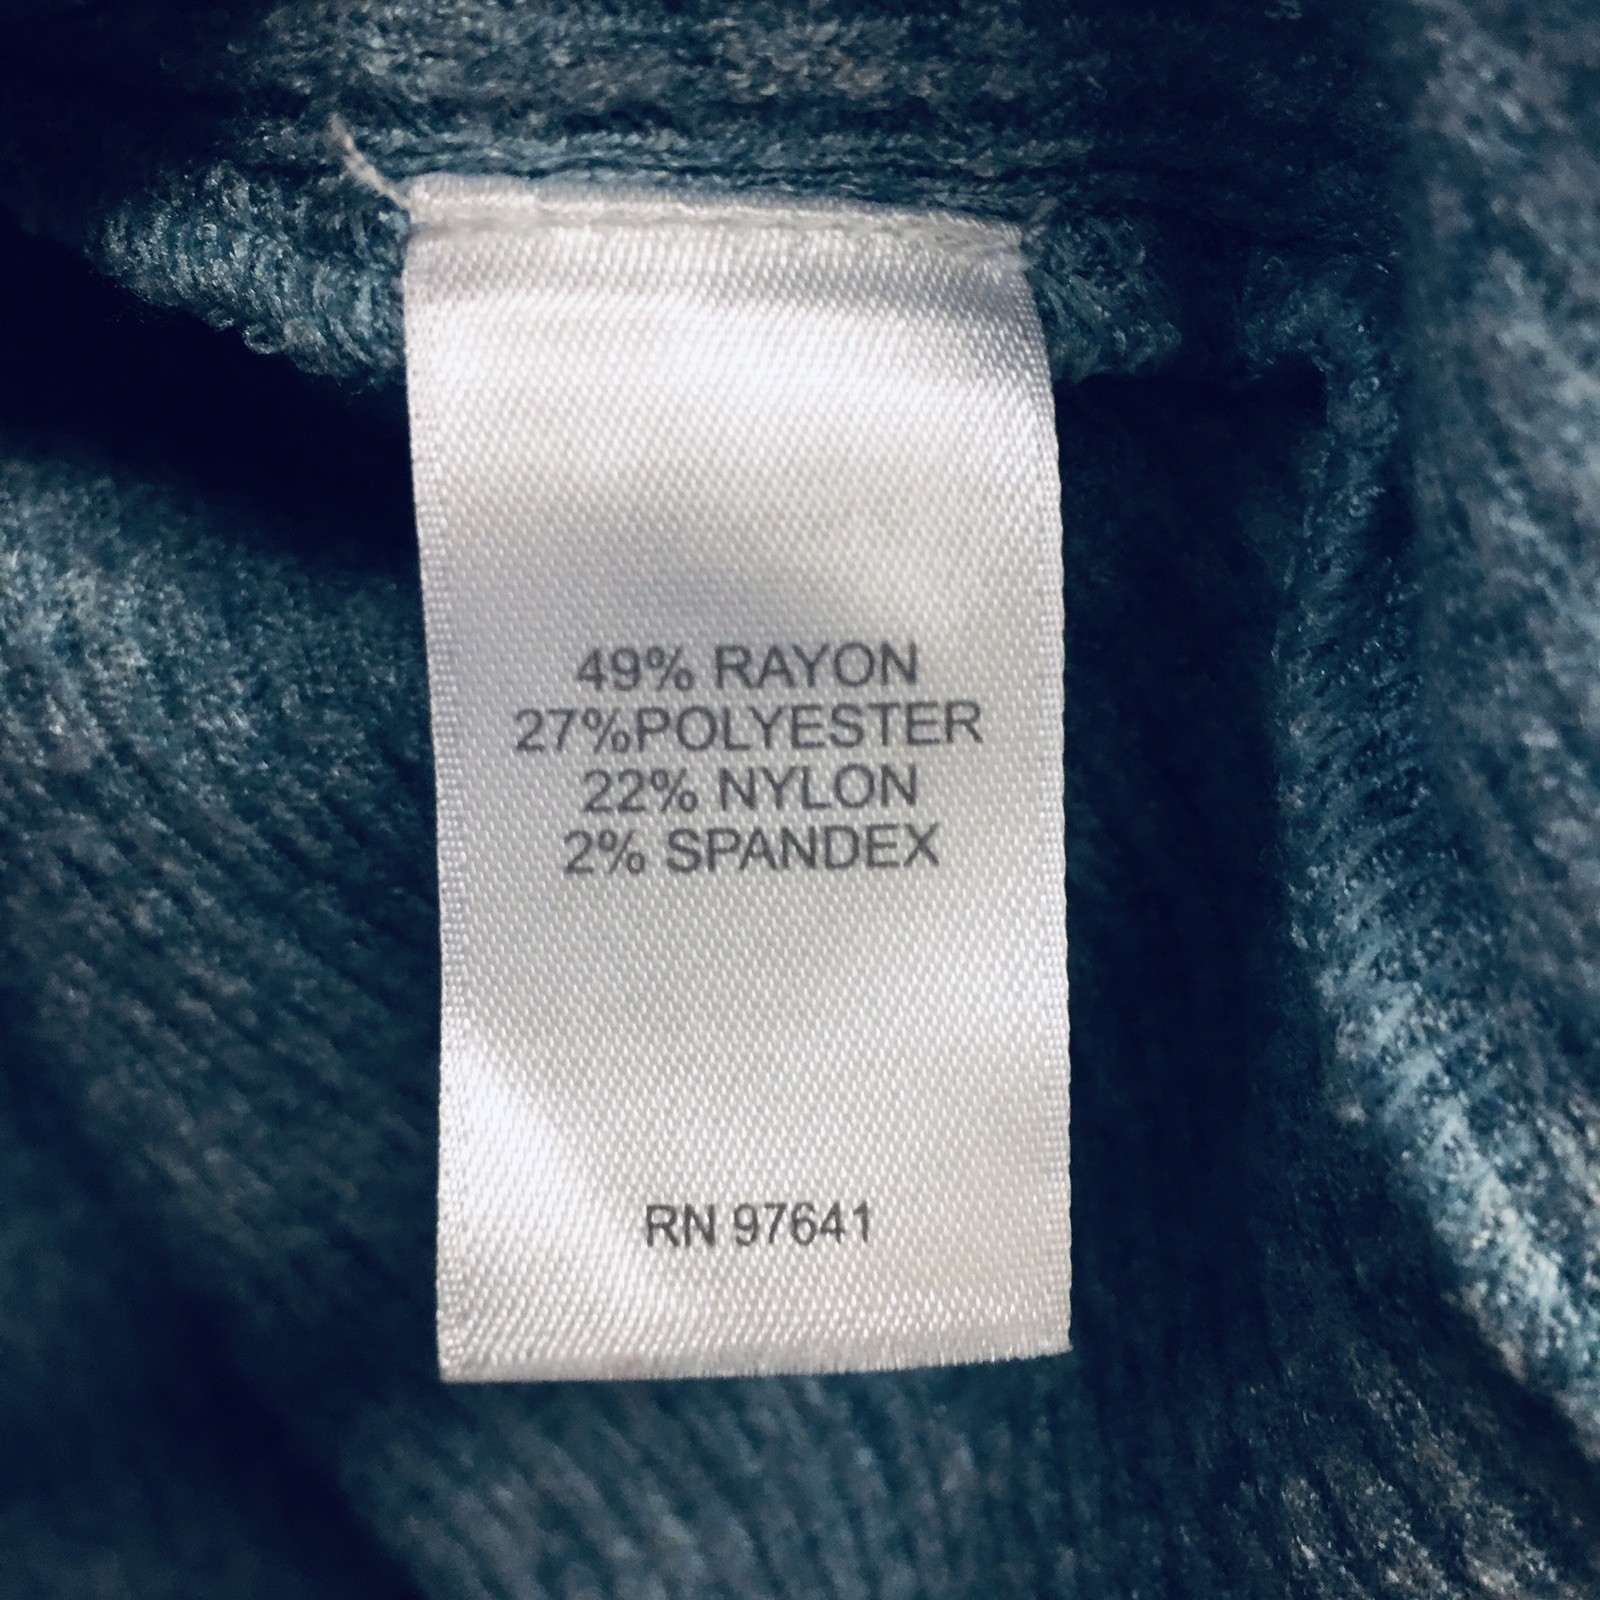 49% RAYON
27%POLYESTER
22% NYLON
2% SPANDEX
RN 97641